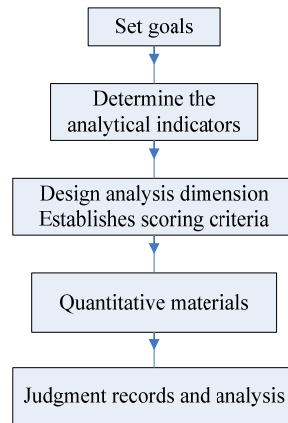 Set goals
Determine the
analytical indicators
Design analysis dimension
Establishes scoring criteria
Quantitative materials
Judgment records and analysis